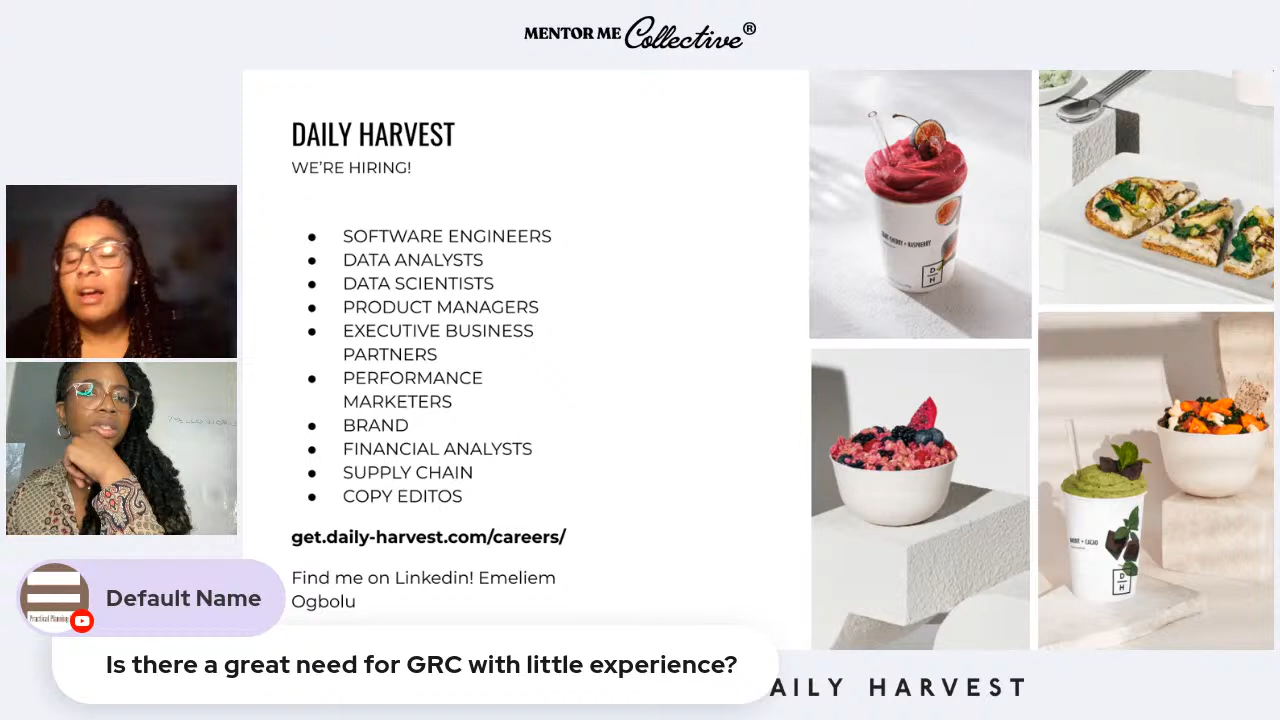 MENTOR ME Collective®
DAILY HARVEST
WE'RE HIRING!
● SOFTWARE ENGINEERS
● DATA ANALYSTS
● DATA SCIENTISTS
● PRODUCT MANAGERS
● EXECUTIVE BUSINESS
PARTNERS
● PERFORMANCE
MARKETERS
● BRAND
● FINANCIAL ANALYSTS
● SUPPLY CHAIN
● COPY EDITOS
get.daily-harvest.com/careers/
Find me on Linkedin! Emeliem
Ogbolu
Practical Planning
Default Name
Is there a great need for GRC with little experience?
AILY HARVEST
D
H
D
H